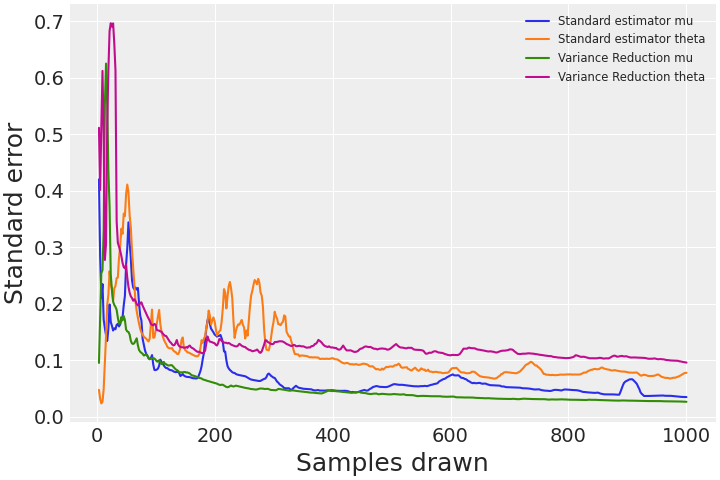 0.7
0.6
0.5
0.4
0.3
0.2
0.1
0.0
Standard error
Standard estimator mu
Standard estimator theta
Variance Reduction mu
Variance Reduction theta
0 200 400 600 800 1000
Samples drawn